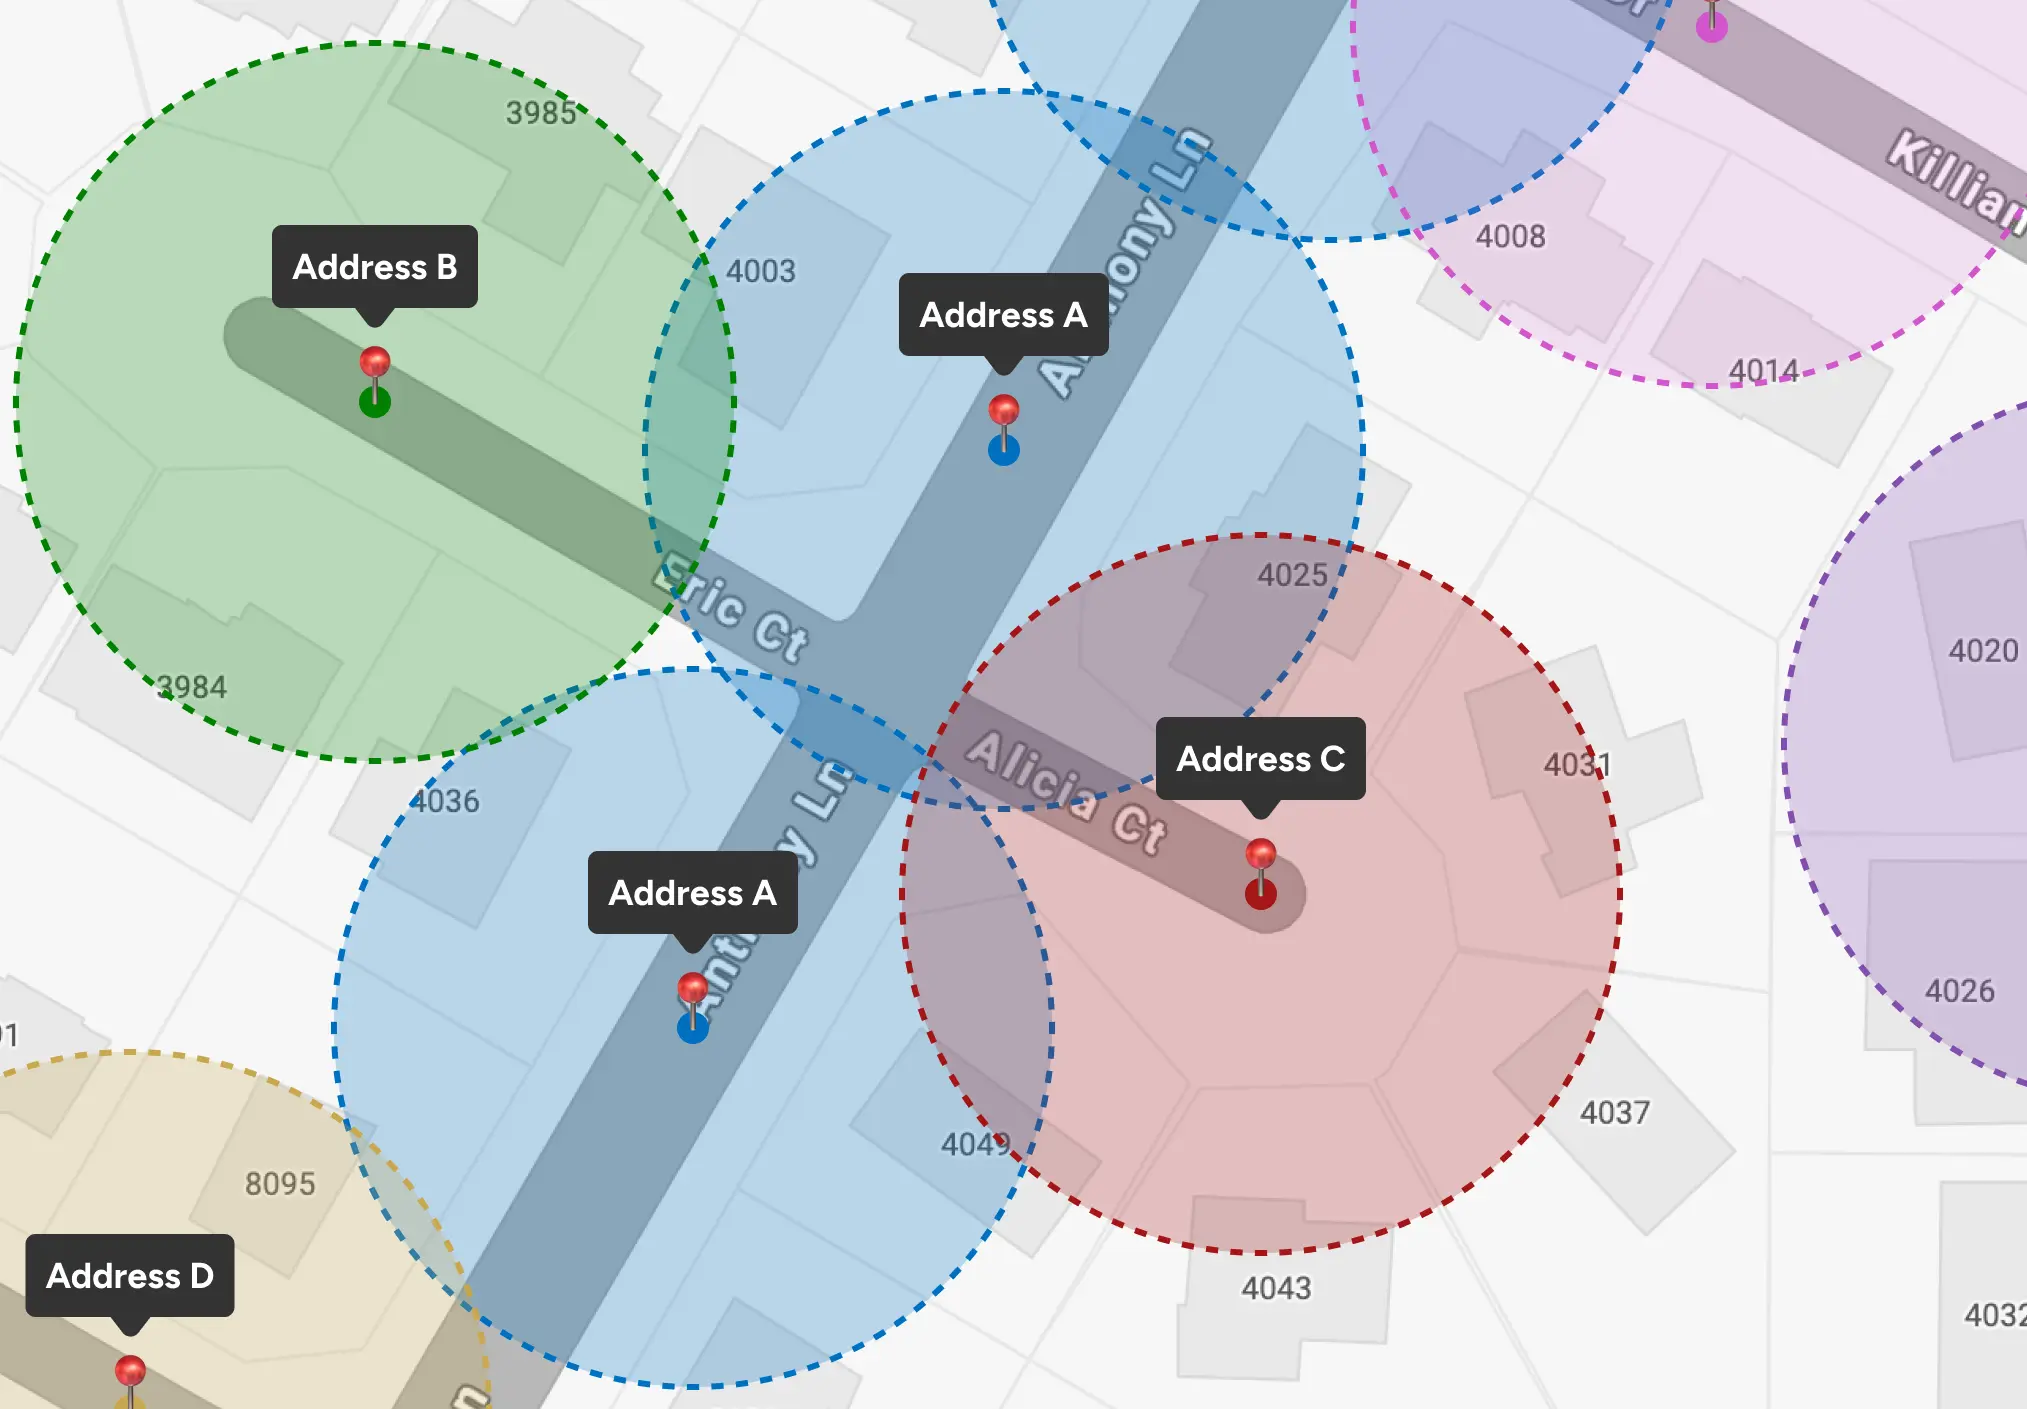 Killian
3985
Anthony Ln
4008
Address B
4003
Address A
4014
Eric Ct
4025
4020
3984
Alicia Ct
Address C
4031
4036
Anthony Ln
Address A
4026
4037
4049
8095
Address D
4043
4032